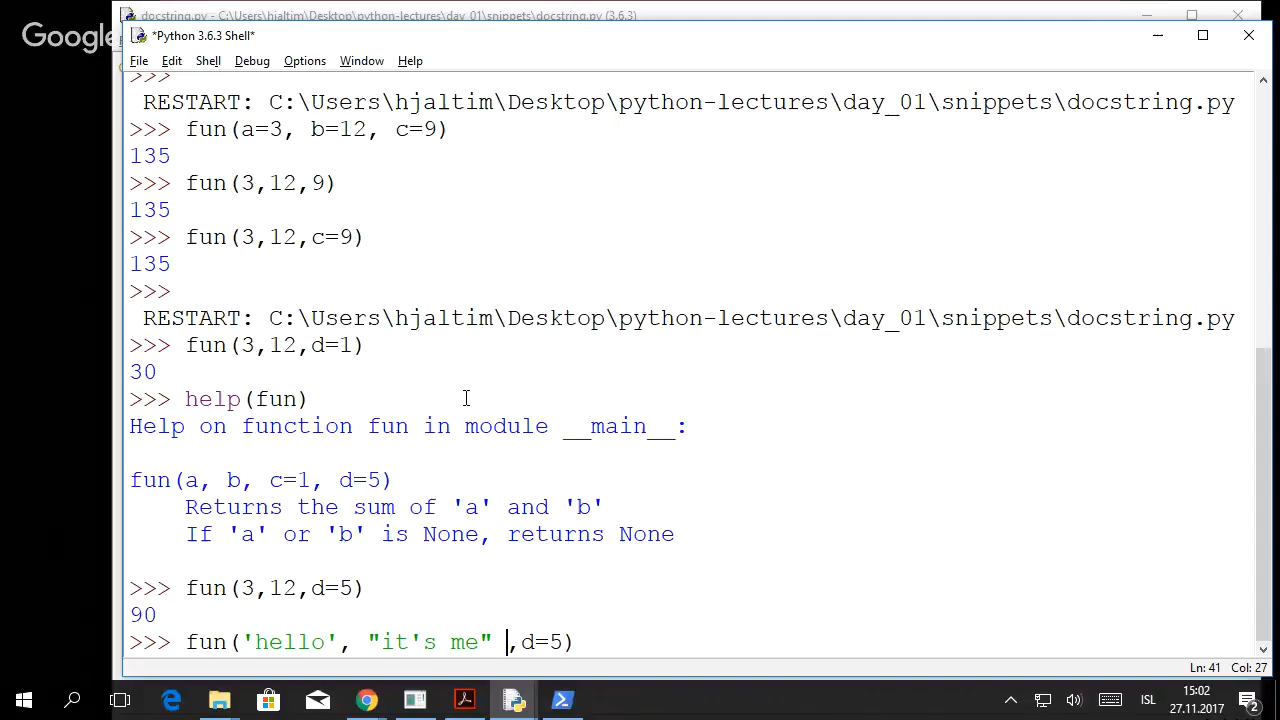 docstring.py - C:\Users\hjaltim\Desktop\python-lectures\day_01\snippets\docstring.py (3.6.3)
Google
*Python 3.6.3 Shell*
File Edit Shell Debug Options Window Help
>>>
RESTART: C:\Users\hjaltim\Desktop\python-lectures\day_01\snippets\docstring.py
>>> fun(a=3, b=12, c=9)
135
>>> fun(3,12,9)
135
>>> fun(3,12,c=9)
135
>>>
RESTART: C:\Users\hjaltim\Desktop\python-lectures\day_01\snippets\docstring.py
>>> fun(3,12,d=1)
30
>>> help(fun)
Help on function fun in module __main__:
fun(a, b, c=1, d=5)
Returns the sum of 'a' and 'b'
If 'a' or 'b' is None, returns None
>>> fun(3,12,d=5)
90
>>> fun('hello', "it's me" ,d=5)
Ln: 41 Col: 27
ISL
15:02
27.11.2017
2